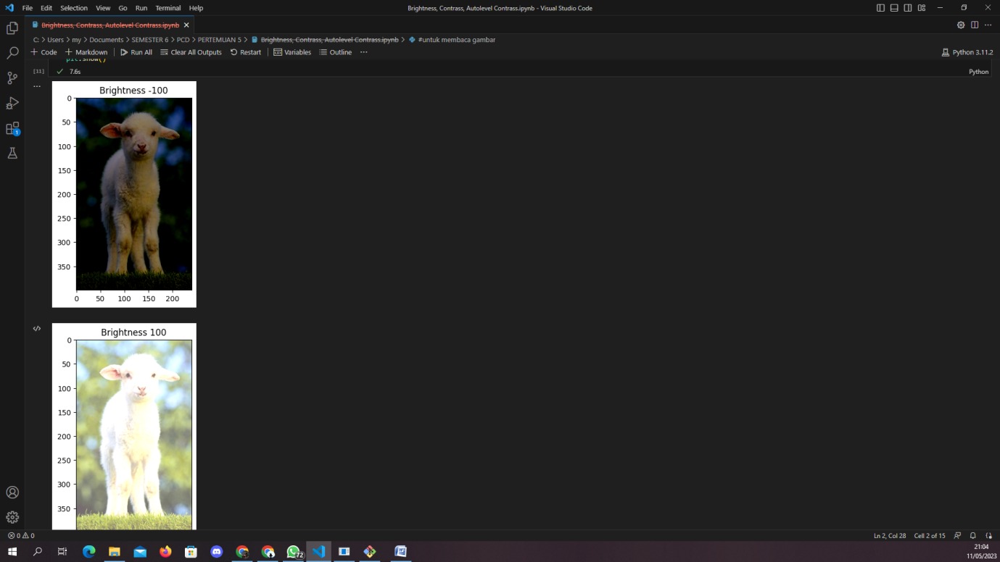 File Edit Selection View Go Run Terminal Help
Brightness, Contrass, Autolevel Contrass.ipynb - Visual Studio Code
Brightness, Contrass, Autolevel Contrass.ipynb
C: > Users > my > Documents > SEMESTER 6 > PCD > PERTEMUAN 5 > Brightness, Contrass, Autolevel Contrass.ipynb > #untuk membaca gambar
+ Code + Markdown Run All Clear All Outputs Restart Variables Outline ...
Python 3.11.2
plt.show()
[11] 7.6s
Python
...
Brightness -100
0
50
100
150
200
250
300
350
0 50 100 150 200
Brightness 100
0
50
100
150
200
250
300
350
1
0 0
Ln 2, Col 28 Cell 2 of 15
72
21:04
11/05/2023